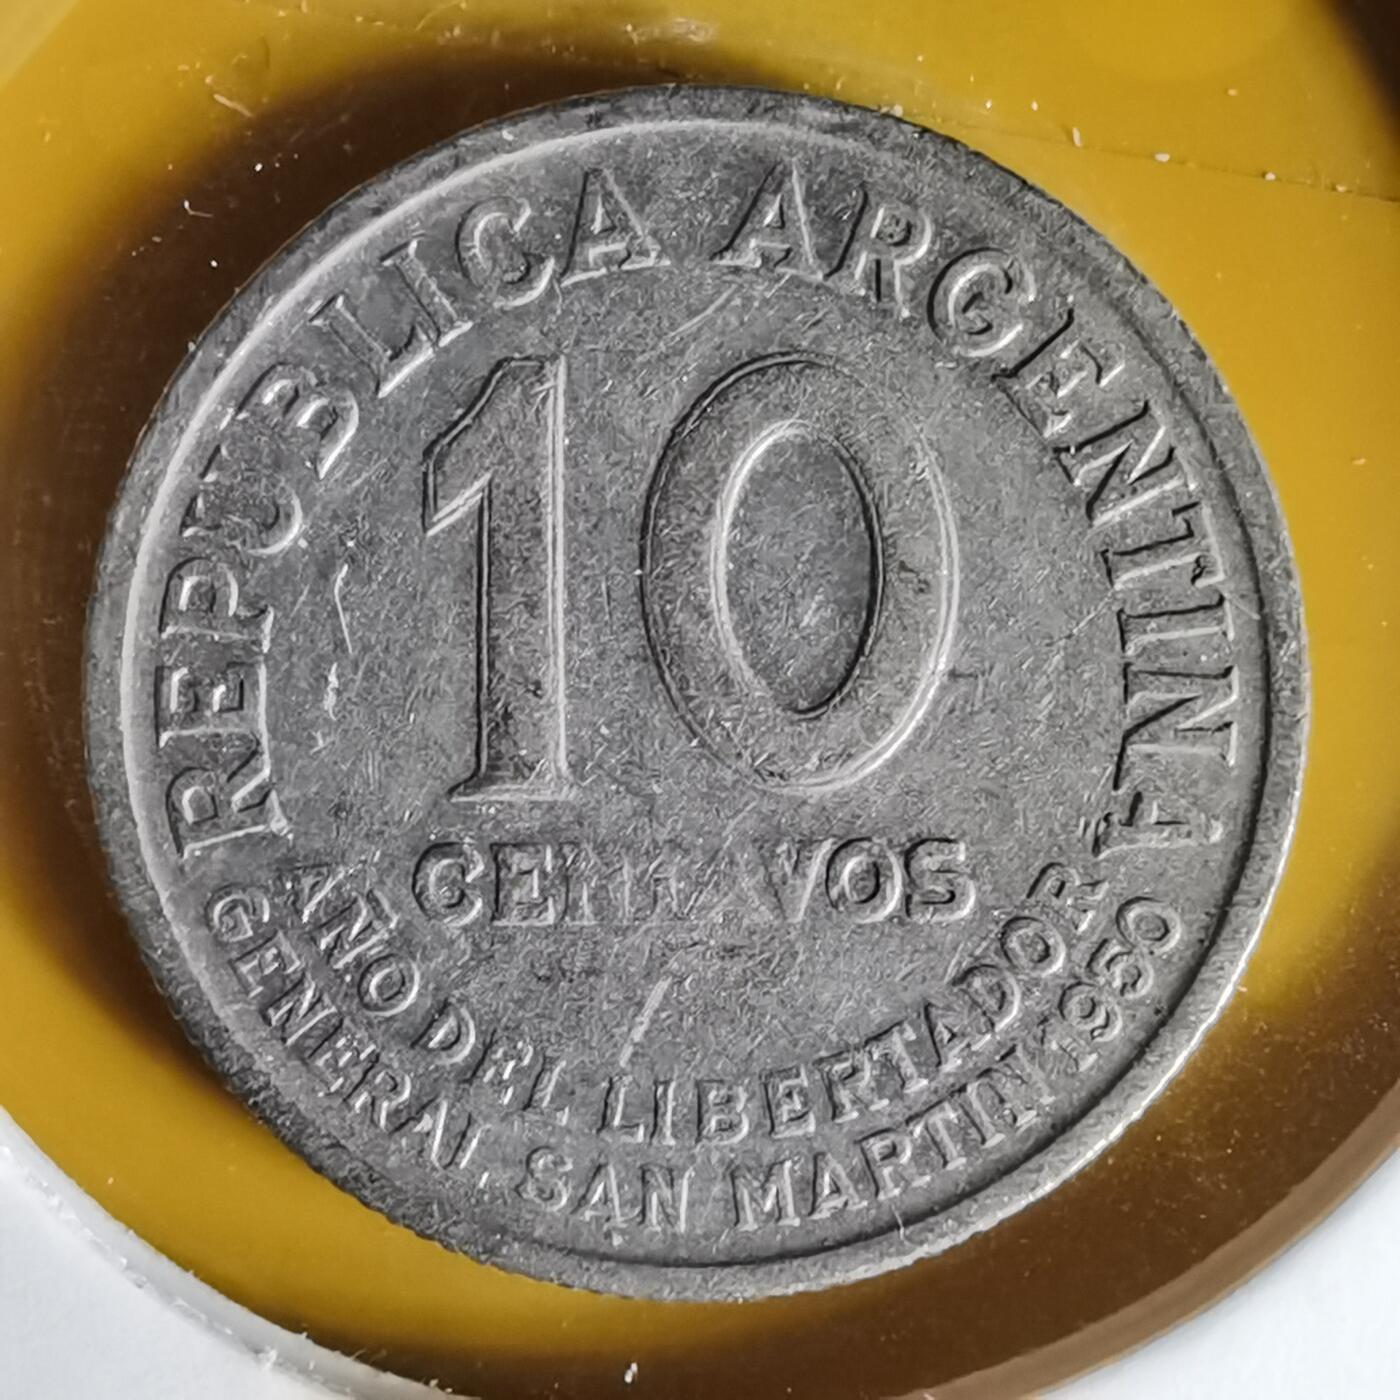 REPUBLICA ARGENTINA
10
CENTAVOS
AÑO DEL LIBERTADOR
GENERAL SAN MARTIN 1950